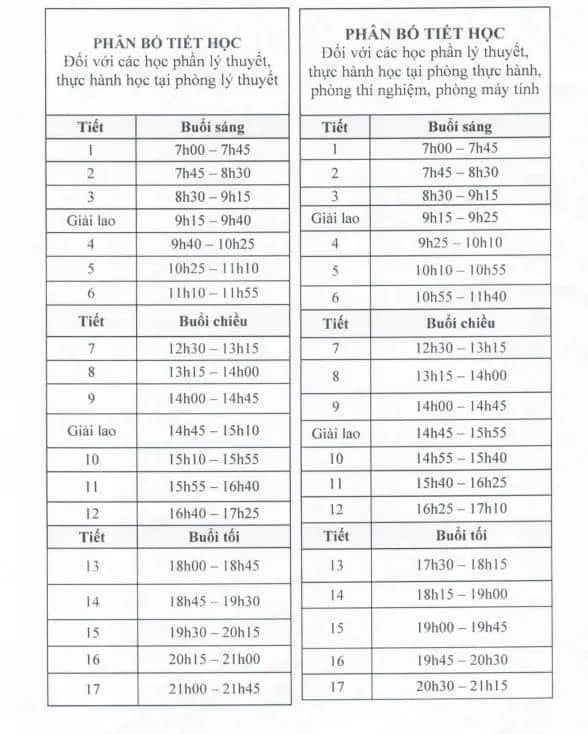 PHÂN BỐ TIẾT HỌC
Đối với các học phần lý thuyết,
thực hành học tại phòng lý thuyết
Tiết Buổi sáng
1 7h00 – 7h45
2 7h45 – 8h30
3 8h30 – 9h15
Giải lao 9h15 – 9h40
4 9h40 – 10h25
5 10h25 – 11h10
6 11h10 – 11h55
Tiết Buổi chiều
7 12h30 – 13h15
8 13h15 – 14h00
9 14h00 – 14h45
Giải lao 14h45 – 15h10
10 15h10 – 15h55
11 15h55 – 16h40
12 16h40 – 17h25
Tiết Buổi tối
13 18h00 – 18h45
14 18h45 – 19h30
15 19h30 – 20h15
16 20h15 – 21h00
17 21h00 – 21h45
PHÂN BỐ TIẾT HỌC
Đối với các học phần lý thuyết,
thực hành học tại phòng thực hành,
phòng thí nghiệm, phòng máy tính
Tiết Buổi sáng
1 7h00 – 7h45
2 7h45 – 8h30
3 8h30 – 9h15
Giải lao 9h15 – 9h25
4 9h25 – 10h10
5 10h10 – 10h55
6 10h55 – 11h40
Tiết Buổi chiều
7 12h30 – 13h15
8 13h15 – 14h00
9 14h00 – 14h45
Giải lao 14h45 – 15h55
10 14h55 – 15h40
11 15h40 – 16h25
12 16h25 – 17h10
Tiết Buổi tối
13 17h30 – 18h15
14 18h15 – 19h00
15 19h00 – 19h45
16 19h45 – 20h30
17 20h30 – 21h15